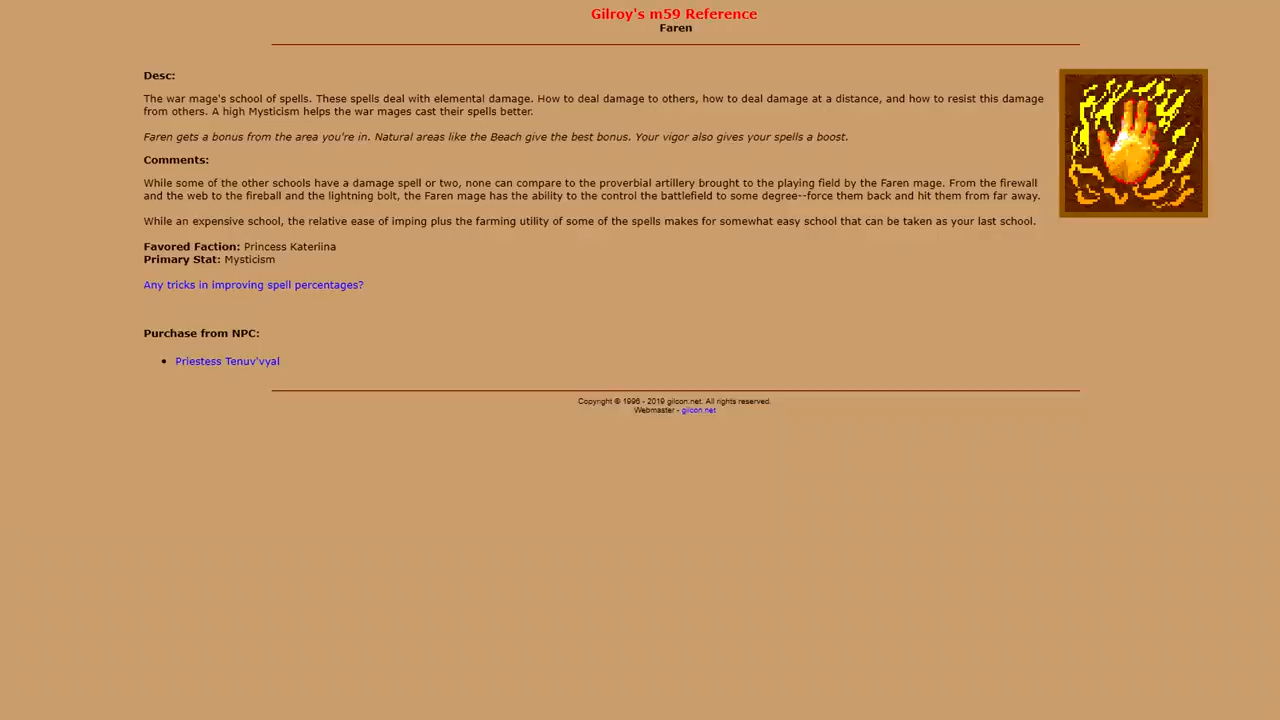 Gilroy's m59 Reference
Faren
Desc:
The war mage's school of spells. These spells deal with elemental damage. How to deal damage to others, how to deal damage at a distance, and how to resist this damage
from others. A high Mysticism helps the war mages cast their spells better.
Faren gets a bonus from the area you're in. Natural areas like the Beach give the best bonus. Your vigor also gives your spells a boost.
Comments:
While some of the other schools have a damage spell or two, none can compare to the proverbial artillery brought to the playing field by the Faren mage. From the firewall
and the web to the fireball and the lightning bolt, the Faren mage has the ability to the control the battlefield to some degree--force them back and hit them from far away.
While an expensive school, the relative ease of imping plus the farming utility of some of the spells makes for somewhat easy school that can be taken as your last school.
Favored Faction: Princess Kateriina
Primary Stat: Mysticism
Any tricks in improving spell percentages?
Purchase from NPC:
• Priestess Tenuv'vyal
Copyright © 1996 - 2019 gilcon.net. All rights reserved.
Webmaster - gilcon.net